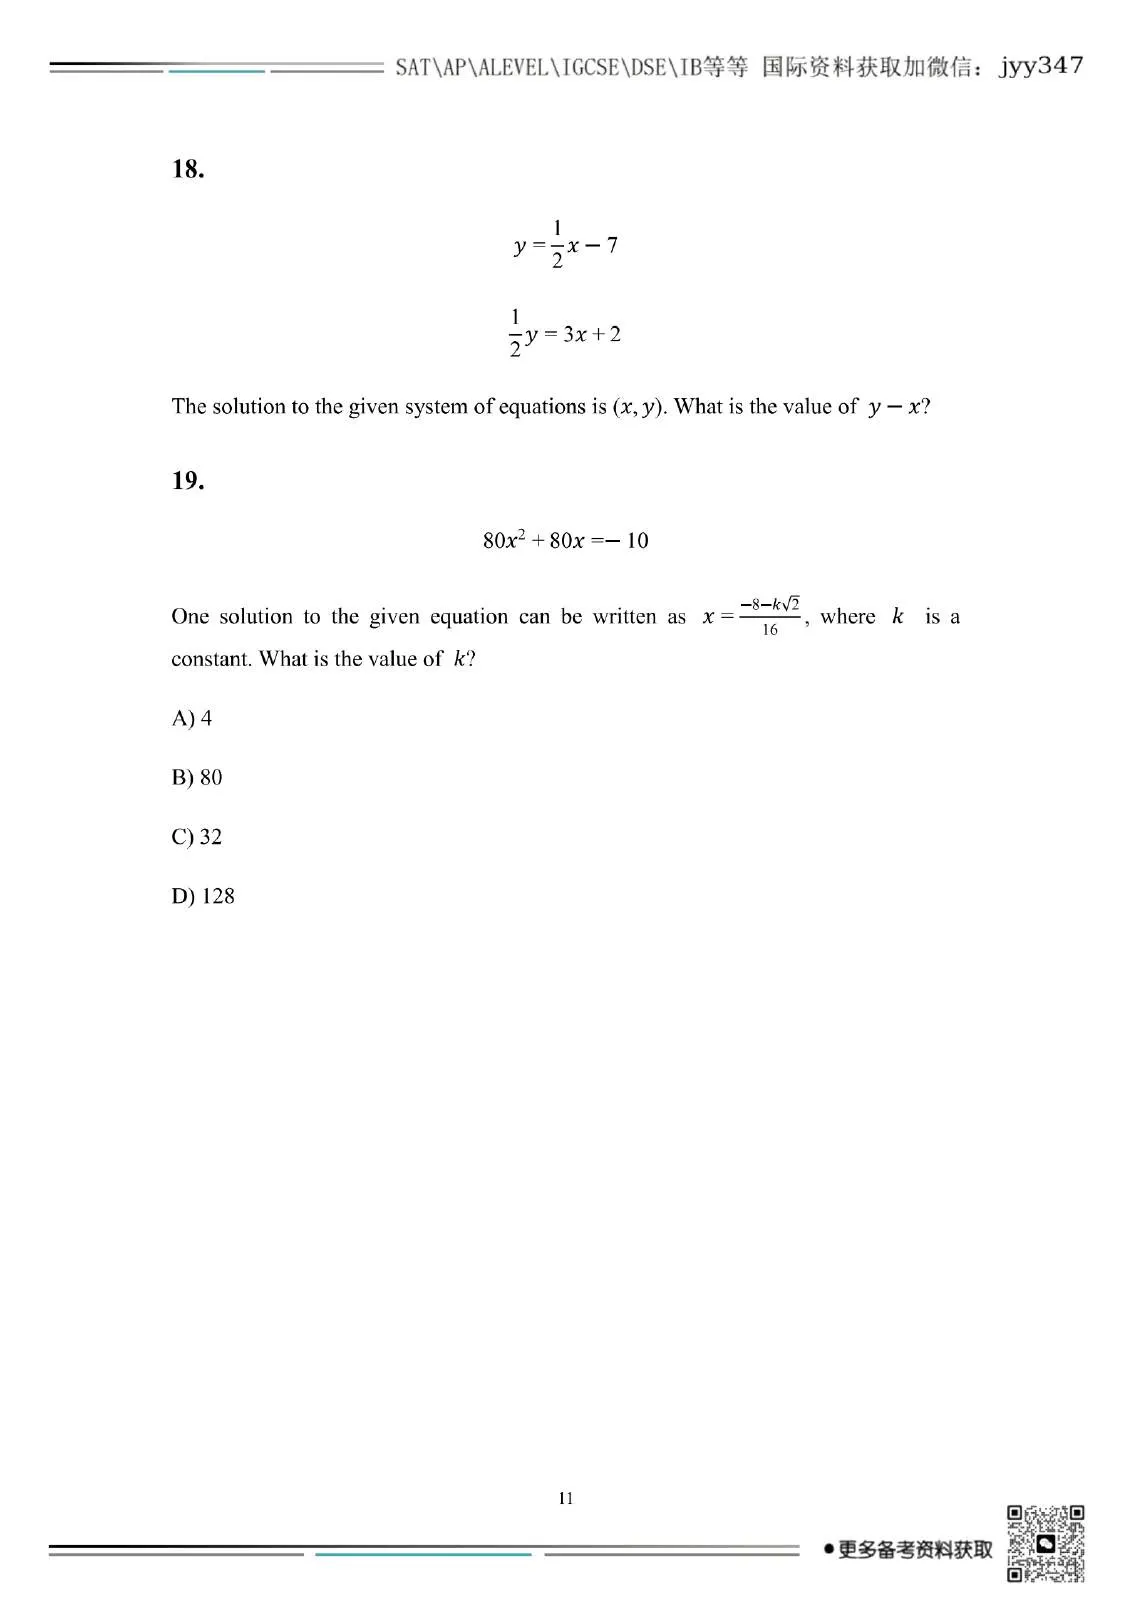 SAT\AP\ALEVEL\IGCSE\DSE\IB等等 国际资料获取加微信：jyy347
18.
y = 1/2 x − 7
1/2 y = 3x + 2
The solution to the given system of equations is (x, y). What is the value of y − x?
19.
80x² + 80x =− 10
One solution to the given equation can be written as x = (−8−k√2)/16, where k is a
constant. What is the value of k?
A) 4
B) 80
C) 32
D) 128
11
●更多备考资料获取